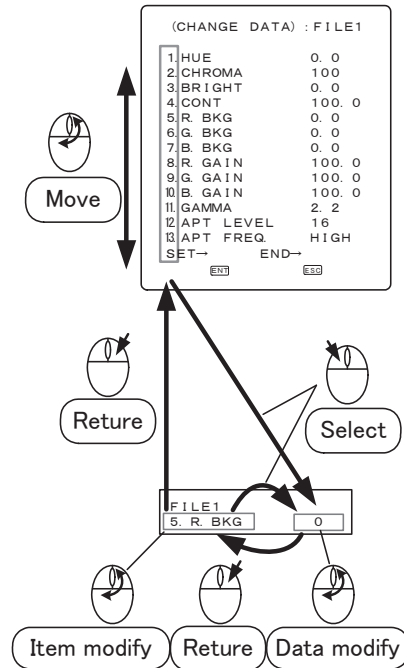 (CHANGE DATA) : FILE1
1. HUE 0. 0
2. CHROMA 100
3. BRIGHT 0. 0
4. CONT 100. 0
5. R. BKG 0. 0
6. G. BKG 0. 0
7. B. BKG 0. 0
8. R. GAIN 100. 0
9. G. GAIN 100. 0
10. B. GAIN 100. 0
11. GAMMA 2. 2
12. APT LEVEL 16
13. APT FREQ. HIGH
SET→ END→
ENT ESC
Move
Reture
Select
FILE1
5. R. BKG 0
Item modify Reture Data modify